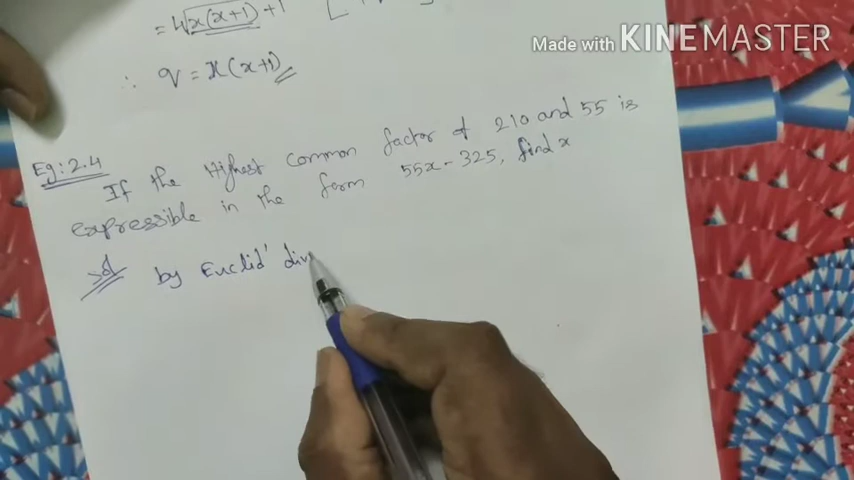 = 4 x(x+1) + 1
Made with KINEMASTER
∴ q = x(x+1)
Eg: 2.4
If the Highest common factor of 210 and 55 is
expressible in the form 55x - 325, find x
Sol by Euclid' div